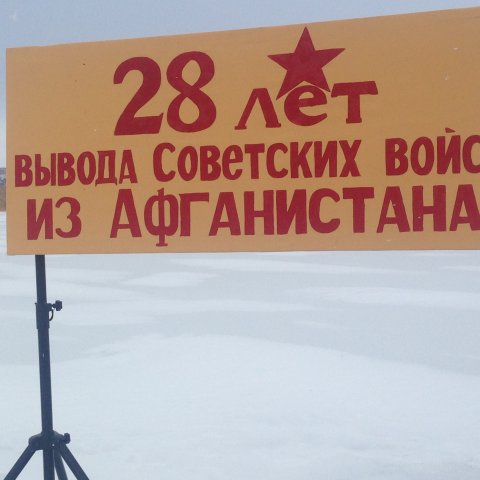 28 лет
вывода Советских войс
из Афганистана